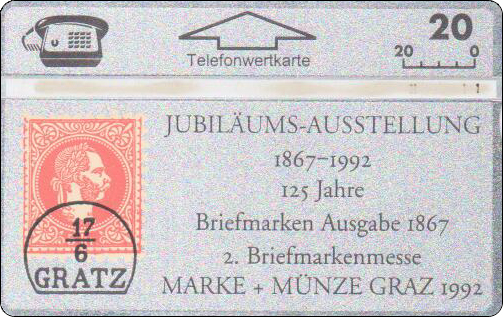 20
Telefonwertkarte
20 0
JUBILÄUMS-AUSSTELLUNG
1867-1992
125 Jahre
Briefmarken Ausgabe 1867
2. Briefmarkenmesse
MARKE + MÜNZE GRAZ 1992
17
6
GRATZ